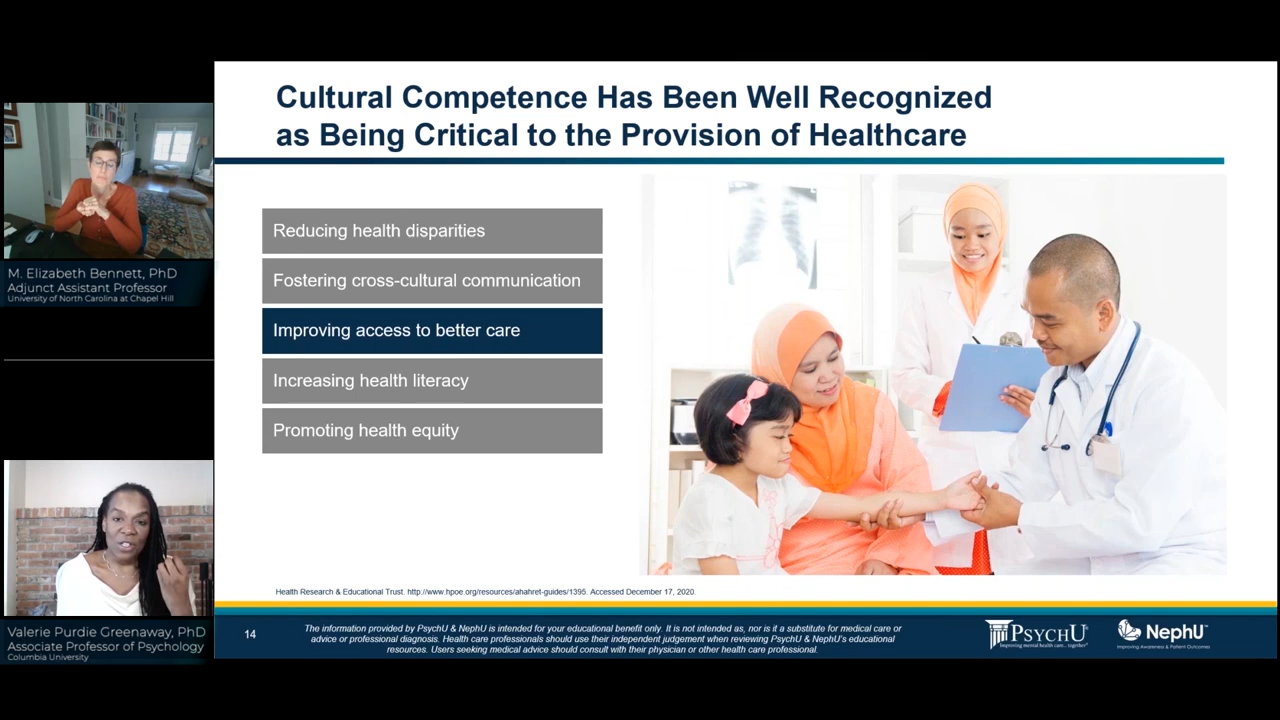 M. Elizabeth Bennett, PhD
Adjunct Assistant Professor
University of North Carolina at Chapel Hill
Valerie Purdie Greenaway, PhD
Associate Professor of Psychology
Columbia University
Cultural Competence Has Been Well Recognized
as Being Critical to the Provision of Healthcare
Reducing health disparities
Fostering cross-cultural communication
Improving access to better care
Increasing health literacy
Promoting health equity
Health Research & Educational Trust. http://www.hpoe.org/resources/ahahret-guides/1395. Accessed December 17, 2020.
14
The information provided by PsychU & NephU is intended for your educational benefit only. It is not intended as, nor is it a substitute for medical care or
advice or professional diagnosis. Health care professionals should use their independent judgement when reviewing PsychU & NephU's educational
resources. Users seeking medical advice should consult with their physician or other health care professional.
PSYCHU®
Improving mental health care... together®
NephU™
Improving Awareness & Patient Outcomes